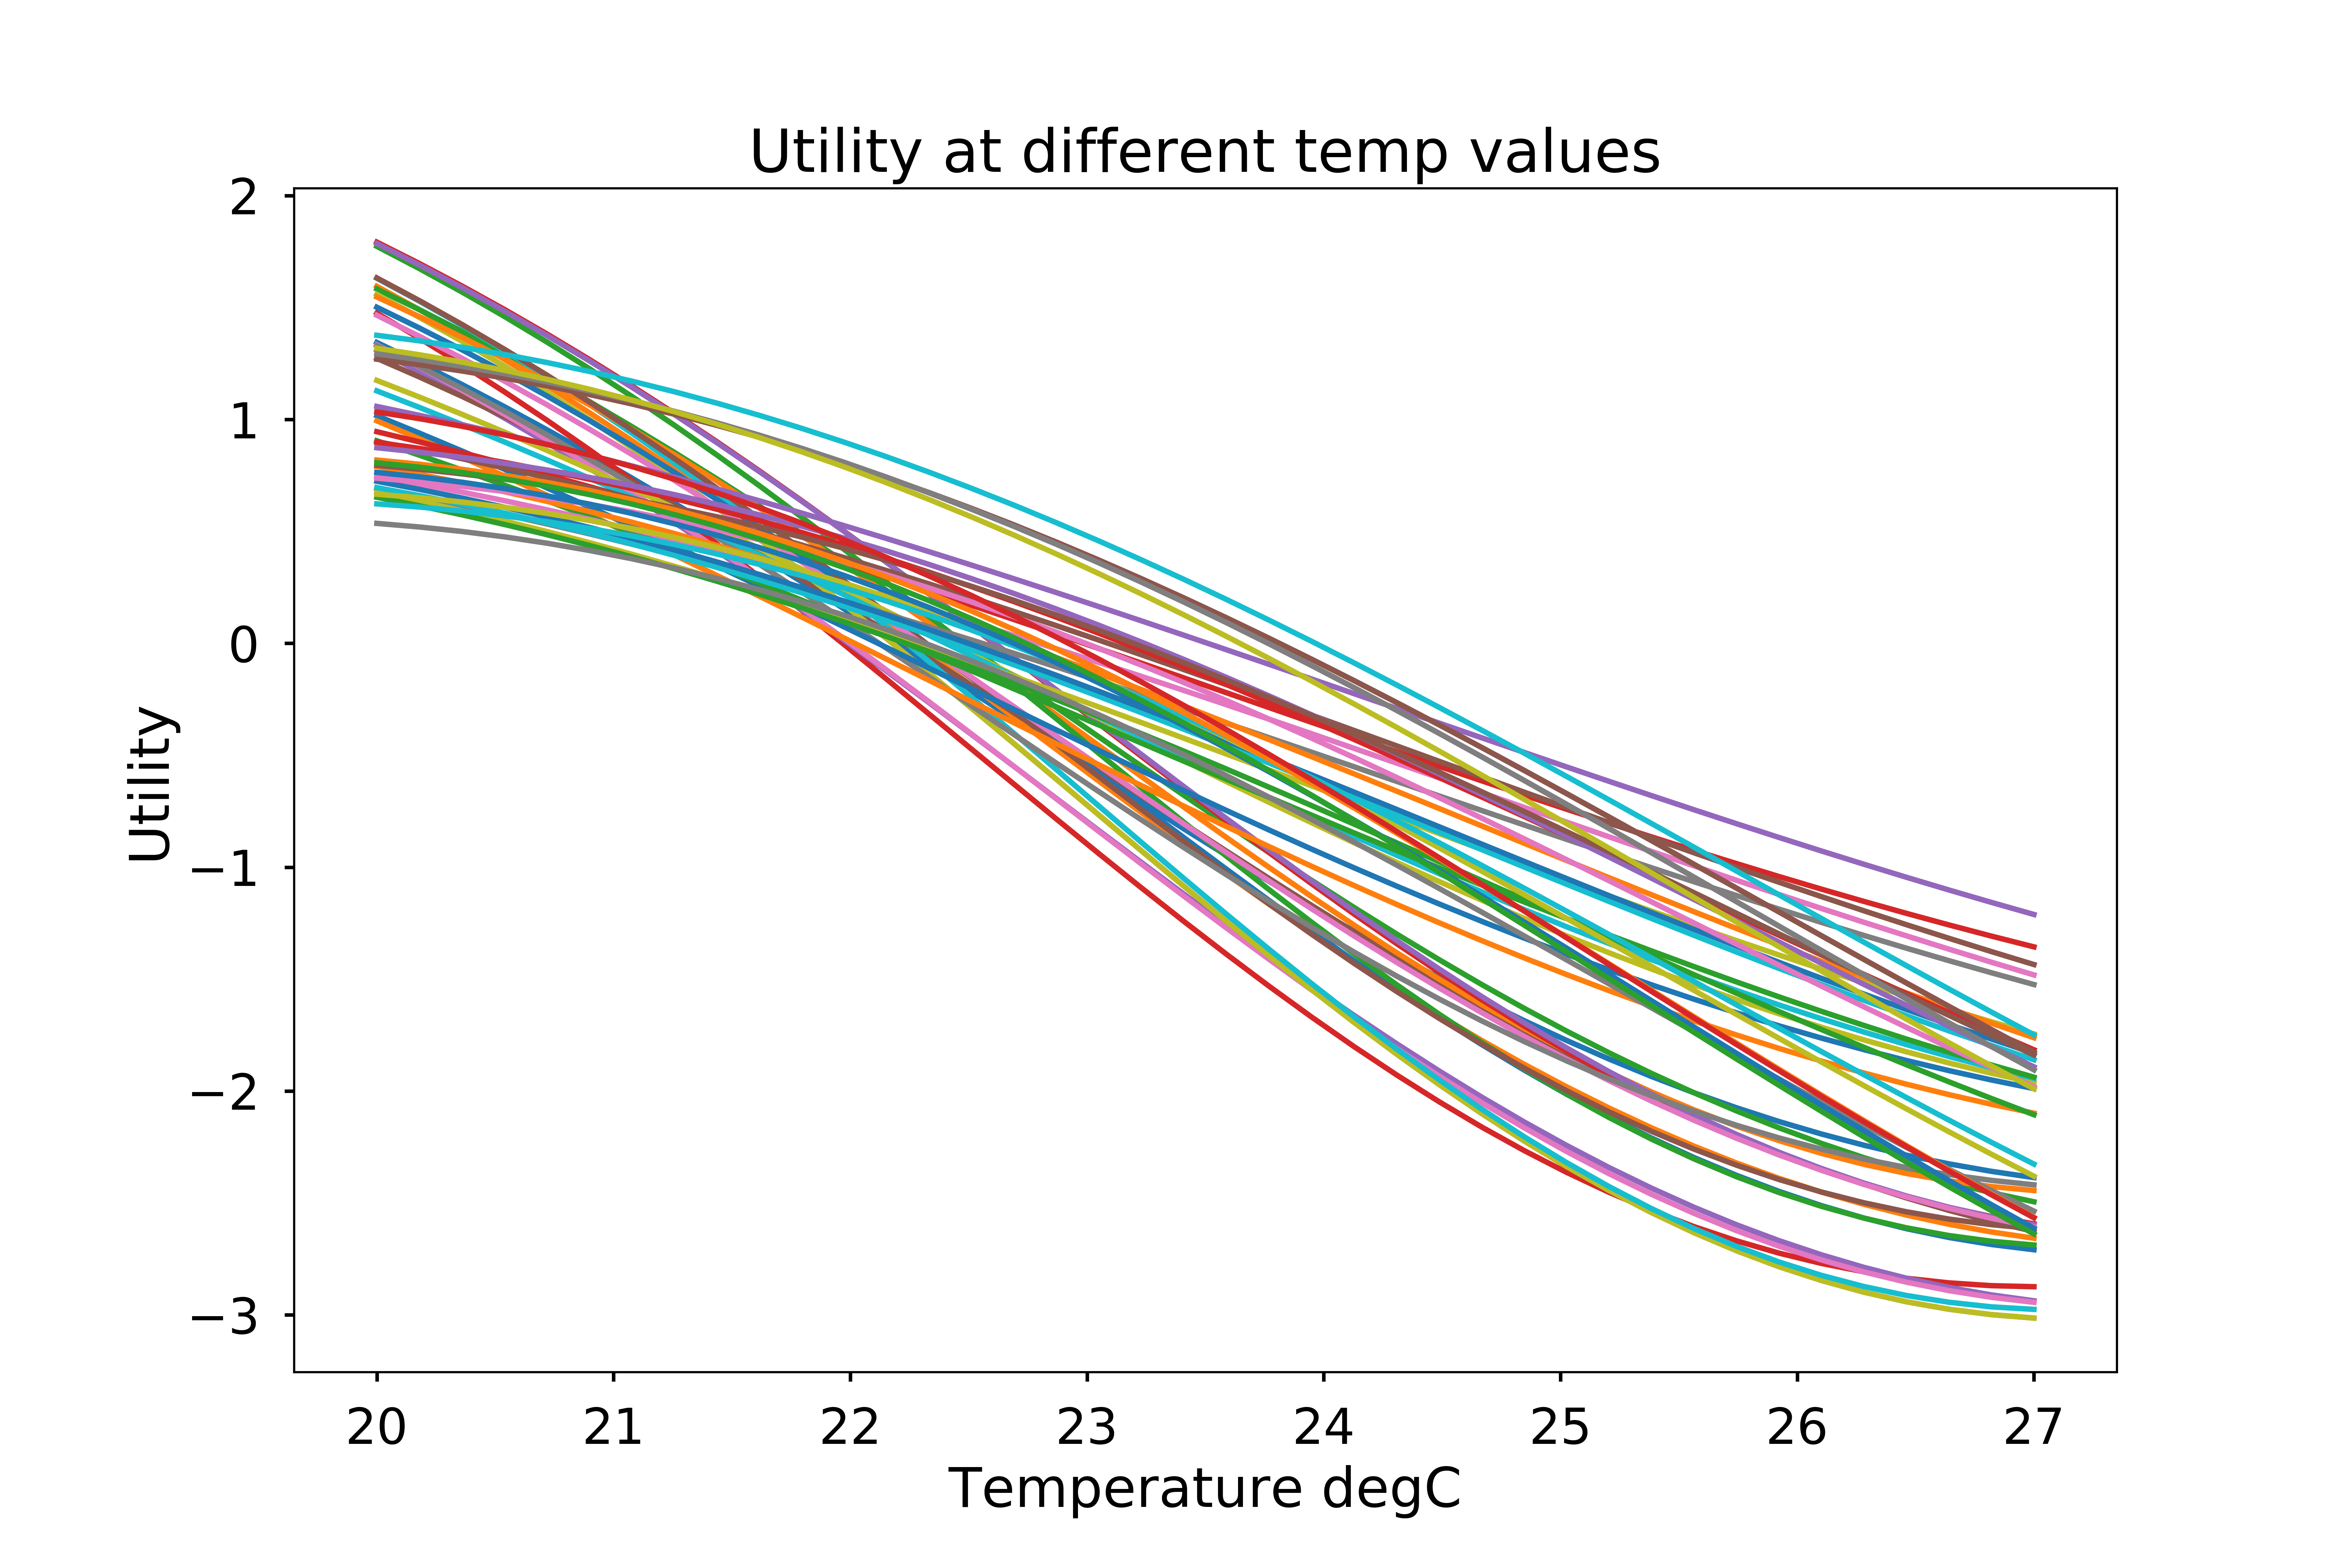 Utility at different temp values
2
1
0
−1
−2
−3
Utility
20 21 22 23 24 25 26 27
Temperature degC